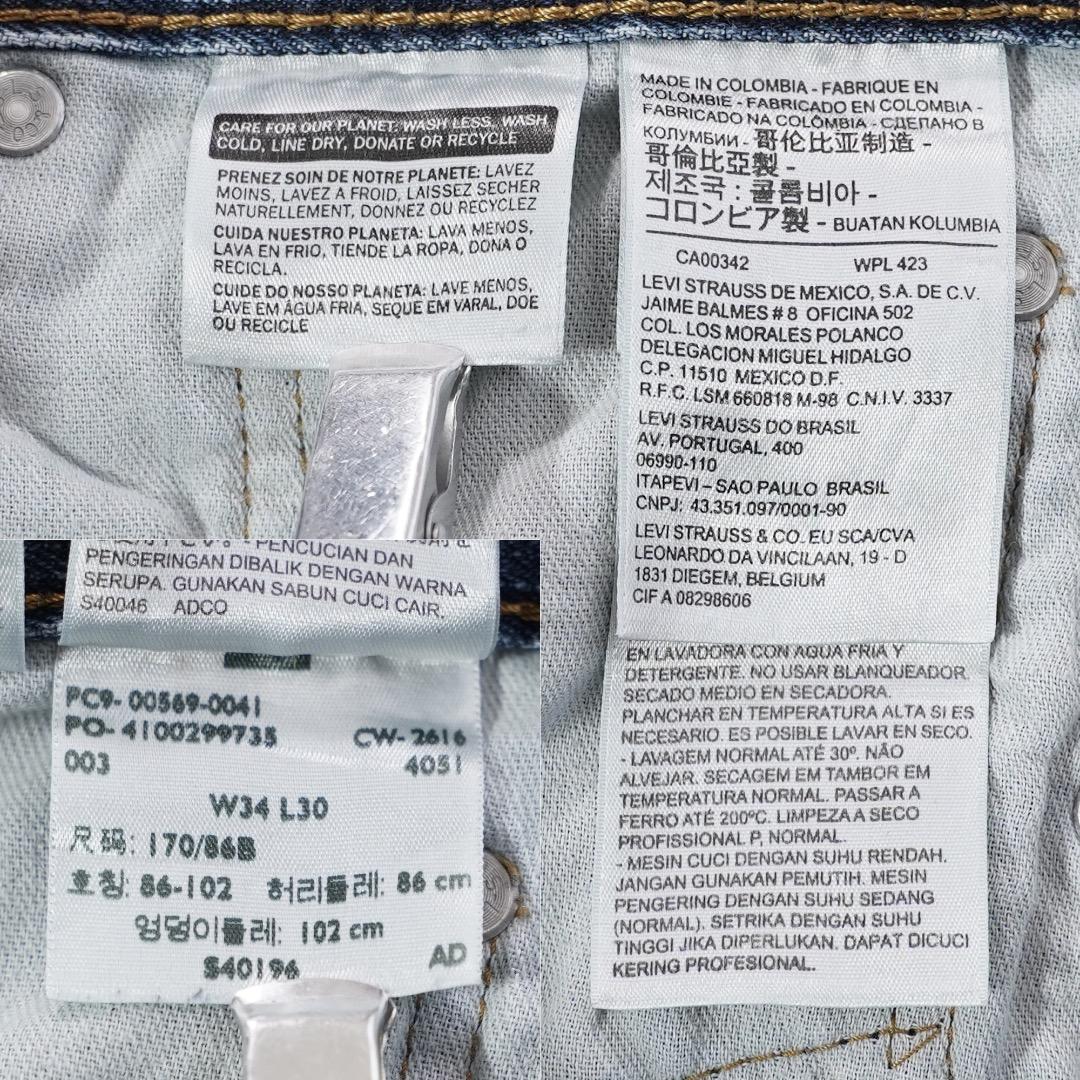 CARE FOR OUR PLANET: WASH LESS, WASH
COLD, LINE DRY, DONATE OR RECYCLE
PRENEZ SOIN DE NOTRE PLANETE: LAVEZ
MOINS, LAVEZ A FROID, LAISSEZ SECHER
NATURELLEMENT, DONNEZ OU RECYCLEZ
CUIDA NUESTRO PLANETA: LAVA MENOS,
LAVA EN FRIO, TIENDE LA ROPA, DONA O
RECICLA.
CUIDE DO NOSSO PLANETA: LAVE MENOS,
LAVE EM ÁGUA FRIA, SEQUE EM VARAL, DOE
OU RECICLE
MADE IN COLOMBIA - FABRIQUE EN
COLOMBIE - FABRICADO EN COLOMBIA -
FABRICADO NA COLÔMBIA - СДЕЛАНО В
КОЛУМБИИ - 哥伦比亚制造 -
哥倫比亞製 -
제조국 : 콜롬비아 -
コロンビア製 - BUATAN KOLUMBIA
CA00342 WPL 423
LEVI STRAUSS DE MEXICO, S.A. DE C.V.
JAIME BALMES # 8 OFICINA 502
COL. LOS MORALES POLANCO
DELEGACION MIGUEL HIDALGO
C.P. 11510 MEXICO D.F.
R.F.C. LSM 660818 M-98 C.N.I.V. 3337
LEVI STRAUSS DO BRASIL
AV. PORTUGAL, 400
06990-110
ITAPEVI – SAO PAULO BRASIL
CNPJ: 43.351.097/0001-90
LEVI STRAUSS & CO. EU SCA/CVA
LEONARDO DA VINCILAAN, 19 - D
1831 DIEGEM, BELGIUM
CIF A 08298606
EN LAVADORA CON AGUA FRIA Y
DETERGENTE. NO USAR BLANQUEADOR.
SECADO MEDIO EN SECADORA.
PLANCHAR EN TEMPERATURA ALTA SI ES
NECESARIO. ES POSIBLE LAVAR EN SECO.
- LAVAGEM NORMAL ATÉ 30º. NÃO
ALVEJAR. SECAGEM EM TAMBOR EM
TEMPERATURA NORMAL. PASSAR A
FERRO ATÉ 200ºC. LIMPEZA A SECO
PROFISSIONAL P, NORMAL.
- MESIN CUCI DENGAN SUHU RENDAH.
JANGAN GUNAKAN PEMUTIH. MESIN
PENGERING DENGAN SUHU SEDANG
(NORMAL). SETRIKA DENGAN SUHU
TINGGI JIKA DIPERLUKAN. DAPAT DICUCI
KERING PROFESIONAL.
PENCUCIAN DAN
PENGERINGAN DIBALIK DENGAN WARNA
SERUPA. GUNAKAN SABUN CUCI CAIR.
S40046 ADCO
PC9- 00569-0041
PO- 4100299735 CW- 2616
003 4051
W34 L30
尺 码: 170/86B
호칭: 86-102 허리둘레: 86 cm
엉덩이둘레: 102 cm
S40196 AD